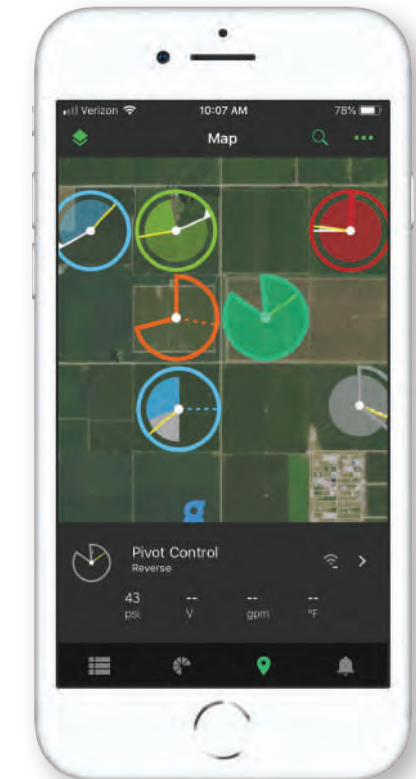 Verizon
10:07 AM
78%
Map
Pivot Control
Reverse
43 -- -- --
psi V gpm °F